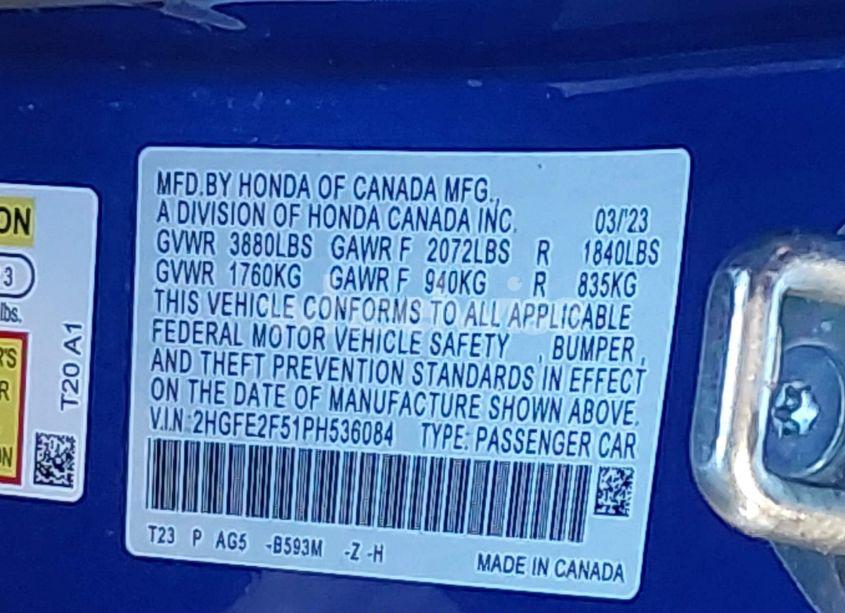 MFD.BY HONDA OF CANADA MFG.,
A DIVISION OF HONDA CANADA INC. 03/'23
GVWR 3880LBS GAWR F 2072LBS R 1840LBS
GVWR 1760KG GAWR F 940KG R 835KG
THIS VEHICLE CONFORMS TO ALL APPLICABLE
FEDERAL MOTOR VEHICLE SAFETY , BUMPER,
AND THEFT PREVENTION STANDARDS IN EFFECT
ON THE DATE OF MANUFACTURE SHOWN ABOVE.
V.I.N:2HGFE2F51PH536084 TYPE: PASSENGER CAR
T23 P AG5 -B593M -Z -H
MADE IN CANADA
ON
3
lbs.
R'S
R
ON
T20 A1